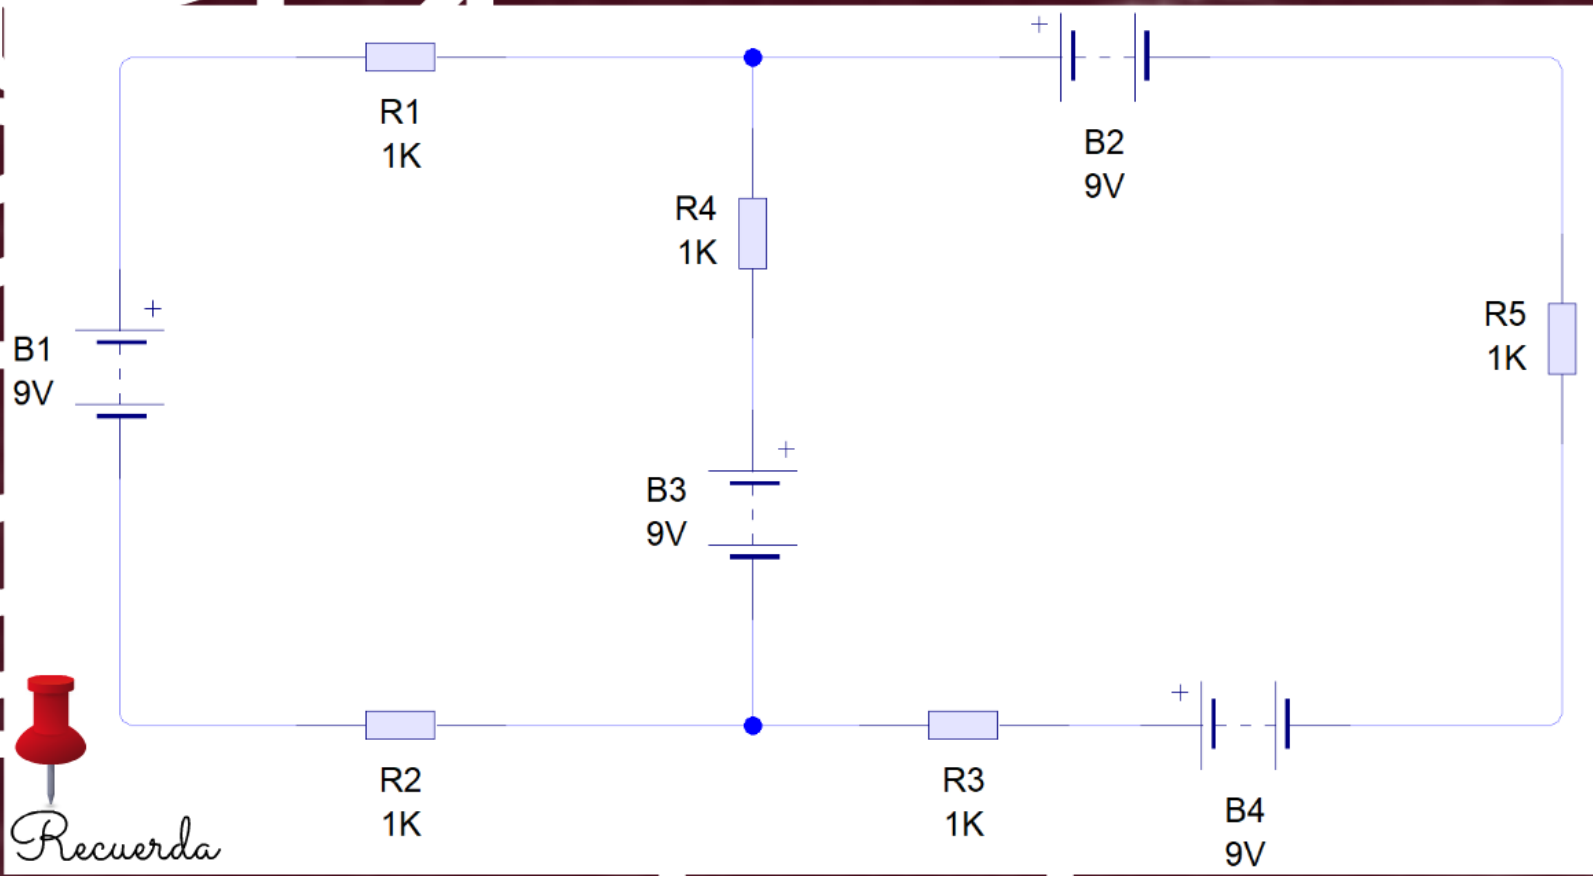 +
R1
1K
B2
9V
R4
1K
+
B1
9V
R5
1K
+
B3
9V
+
R2
1K
R3
1K
B4
9V
Recuerda